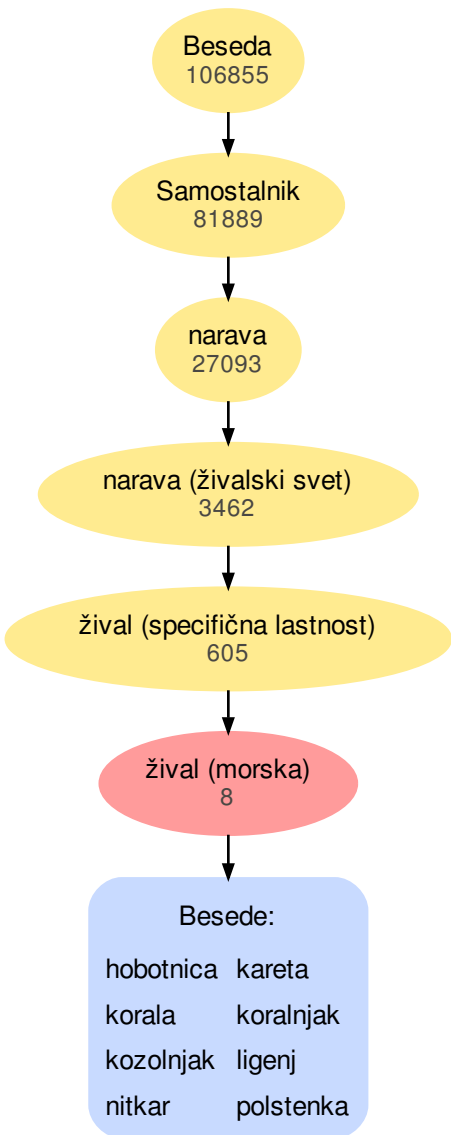 Beseda
106855
Samostalnik
81889
narava
27093
narava (živalski svet)
3462
žival (specifična lastnost)
605
žival (morska)
8
Besede:
hobotnica kareta
korala koralnjak
kozolnjak ligenj
nitkar polstenka